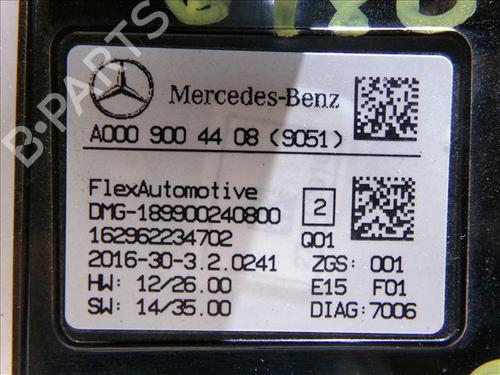 Mercedes-Benz
A000 900 44 08 (9051)
FlexAutomotive
DMG-189900240800 2
162962234702 Q01
2016-30-3.2.0241 ZGS: 001
HW: 12/26.00 E15 F01
SW: 14/35.00 DIAG:7006
B-PARTS